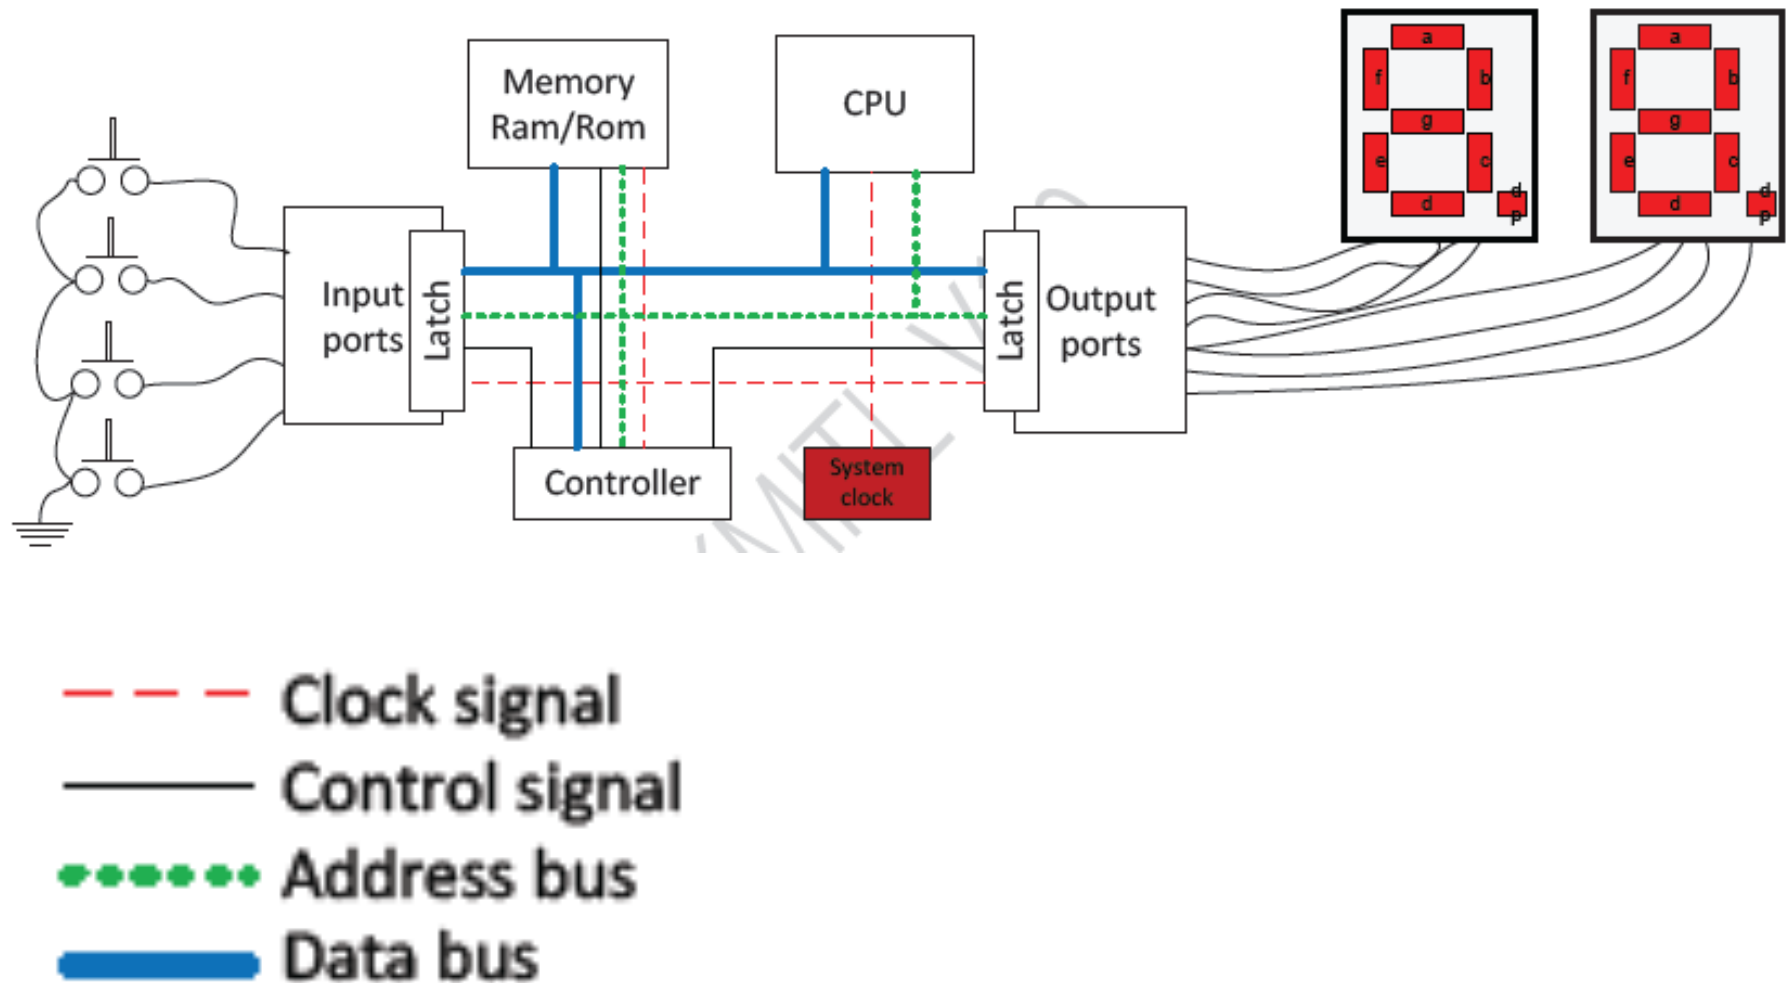 Memory
Ram/Rom
CPU
Input
ports
Latch
Latch
Output
ports
Controller
System
clock
a
f
b
g
e
c
d
d
p
a
f
b
g
e
c
d
d
p
Clock signal
Control signal
Address bus
Data bus